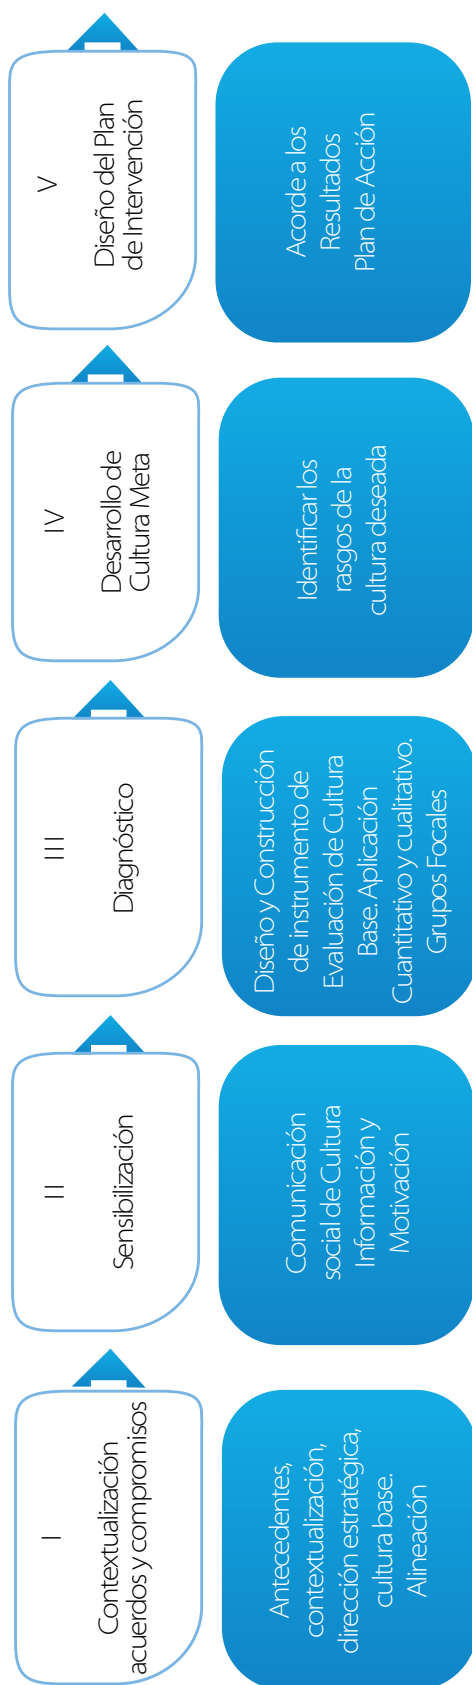 I
Contextualización
acuerdos y compromisos
Antecedentes,
contextualización,
dirección estratégica,
cultura base.
Alineación
II
Sensibilización
Comunicación
social de Cultura
Información y
Motivación
III
Diagnóstico
Diseño y Construcción
de instrumento de
Evaluación de Cultura
Base. Aplicación
Cuantitativo y cualitativo.
Grupos Focales
IV
Desarrollo de
Cultura Meta
Identificar los
rasgos de la
cultura deseada
V
Diseño del Plan
de Intervención
Acorde a los
Resultados
Plan de Acción